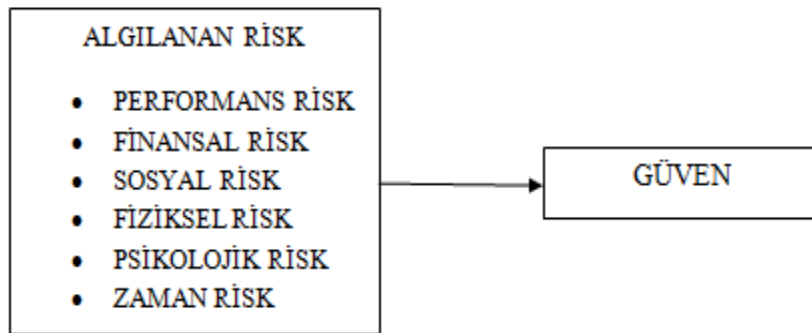 ALGILANAN RİSK
• PERFORMANS RİSK
• FİNANSAL RİSK
• SOSYAL RİSK
• FİZİKSEL RİSK
• PSİKOLOJİK RİSK
• ZAMAN RİSK
GÜVEN